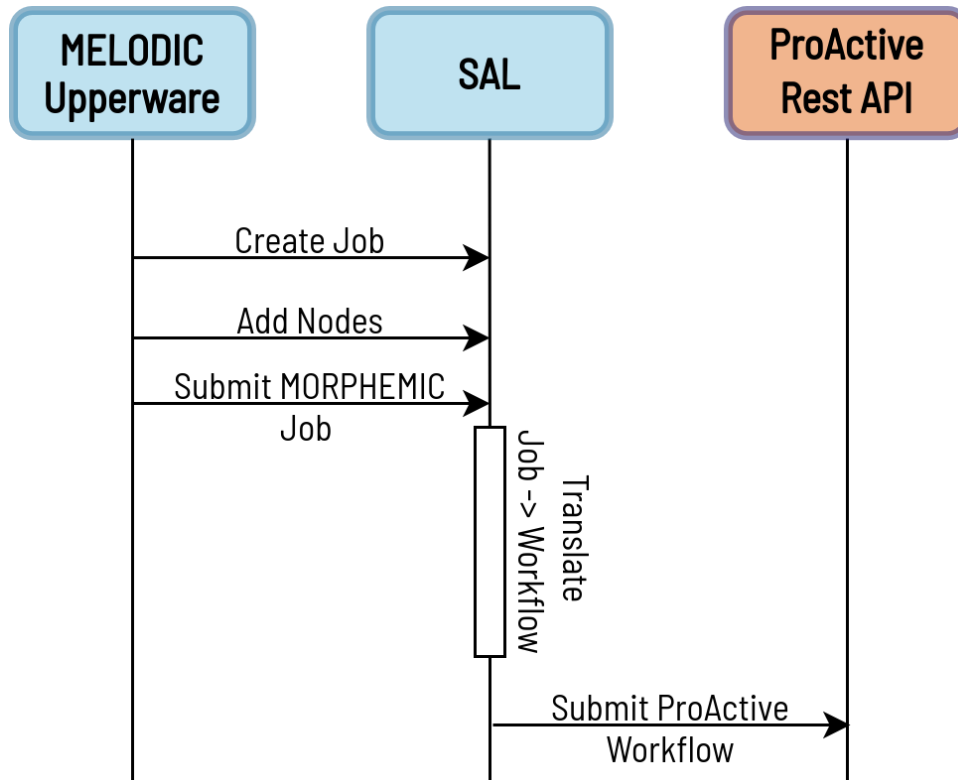 MELODIC
Upperware
SAL
ProActive
Rest API
Create Job
Add Nodes
Submit MORPHEMIC
Job
Translate
Job -> Workflow
Submit ProActive
Workflow